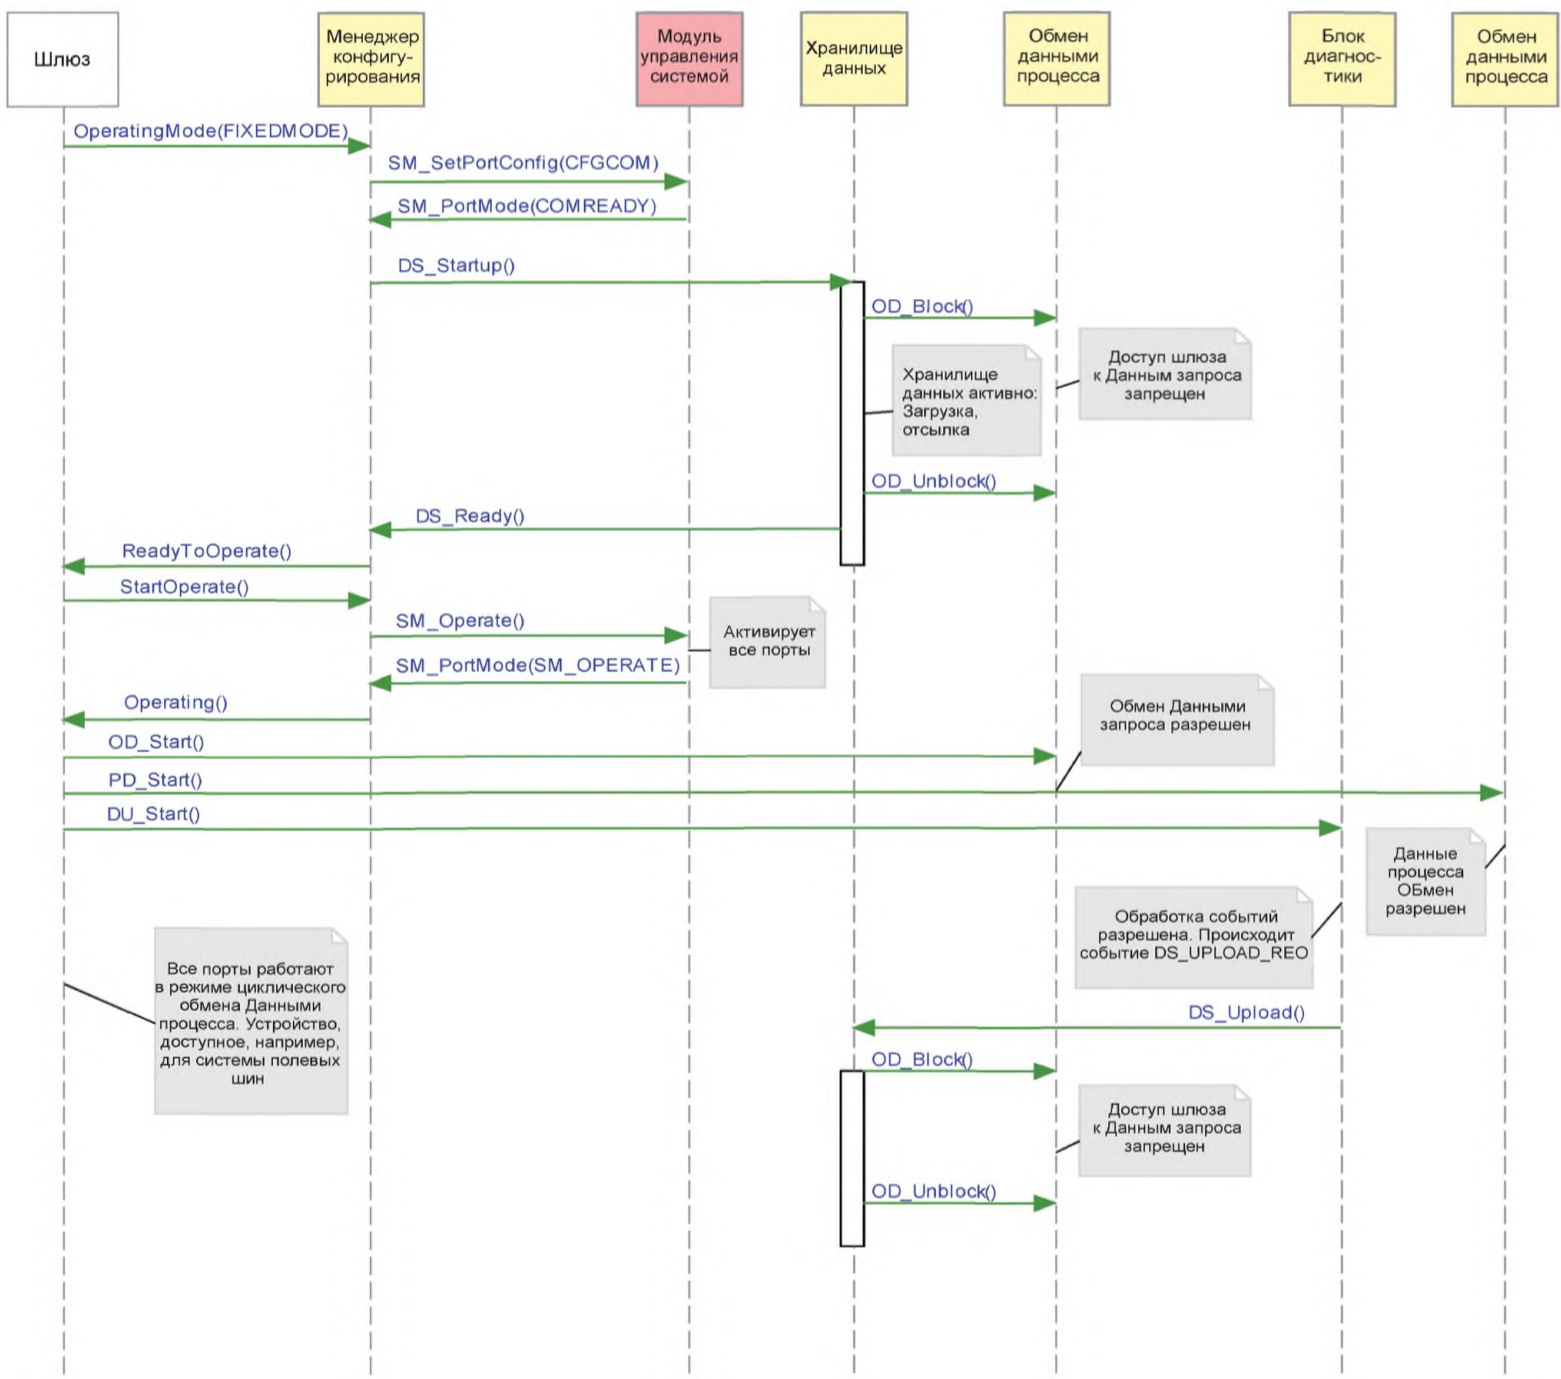 Шлюз
Менеджер
конфигу-
рирования
Модуль
управления
системой
Хранилище
данных
Обмен
данными
процесса
Блок
диагнос-
тики
Обмен
данными
процесса
OperatingMode(FIXEDMODE)
SM_SetPortConfig(CFGCOM)
SM_PortMode(COMREADY)
DS_Startup()
OD_Block()
Доступ шлюза
к Данным запроса
запрещен
Хранилище
данных активно:
Загрузка,
отсылка
OD_Unblock()
DS_Ready()
ReadyToOperate()
StartOperate()
SM_Operate()
Активирует
все порты
SM_PortMode(SM_OPERATE)
Operating()
Обмен Данными
запроса разрешен
OD_Start()
PD_Start()
DU_Start()
Данные
процесса
ОБмен
разрешен
Обработка событий
разрешена. Происходит
событие DS_UPLOAD_REO
Все порты работают
в режиме циклического
обмена Данными
процесса. Устройство,
доступное, например,
для системы полевых
шин
DS_Upload()
OD_Block()
Доступ шлюза
к Данным запроса
запрещен
OD_Unblock()